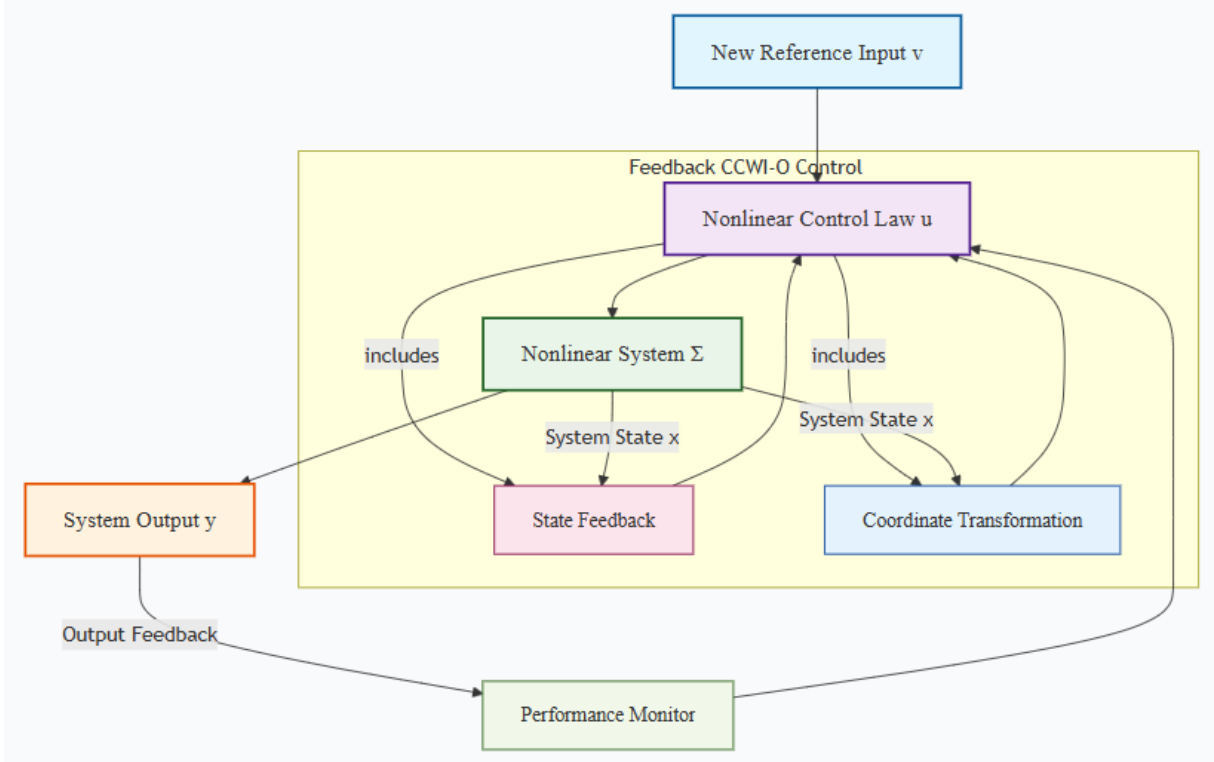 New Reference Input v
Feedback CCWI-O Control
Nonlinear Control Law u
includes
Nonlinear System Σ
includes
System State x
System State x
System Output y
State Feedback
Coordinate Transformation
Output Feedback
Performance Monitor